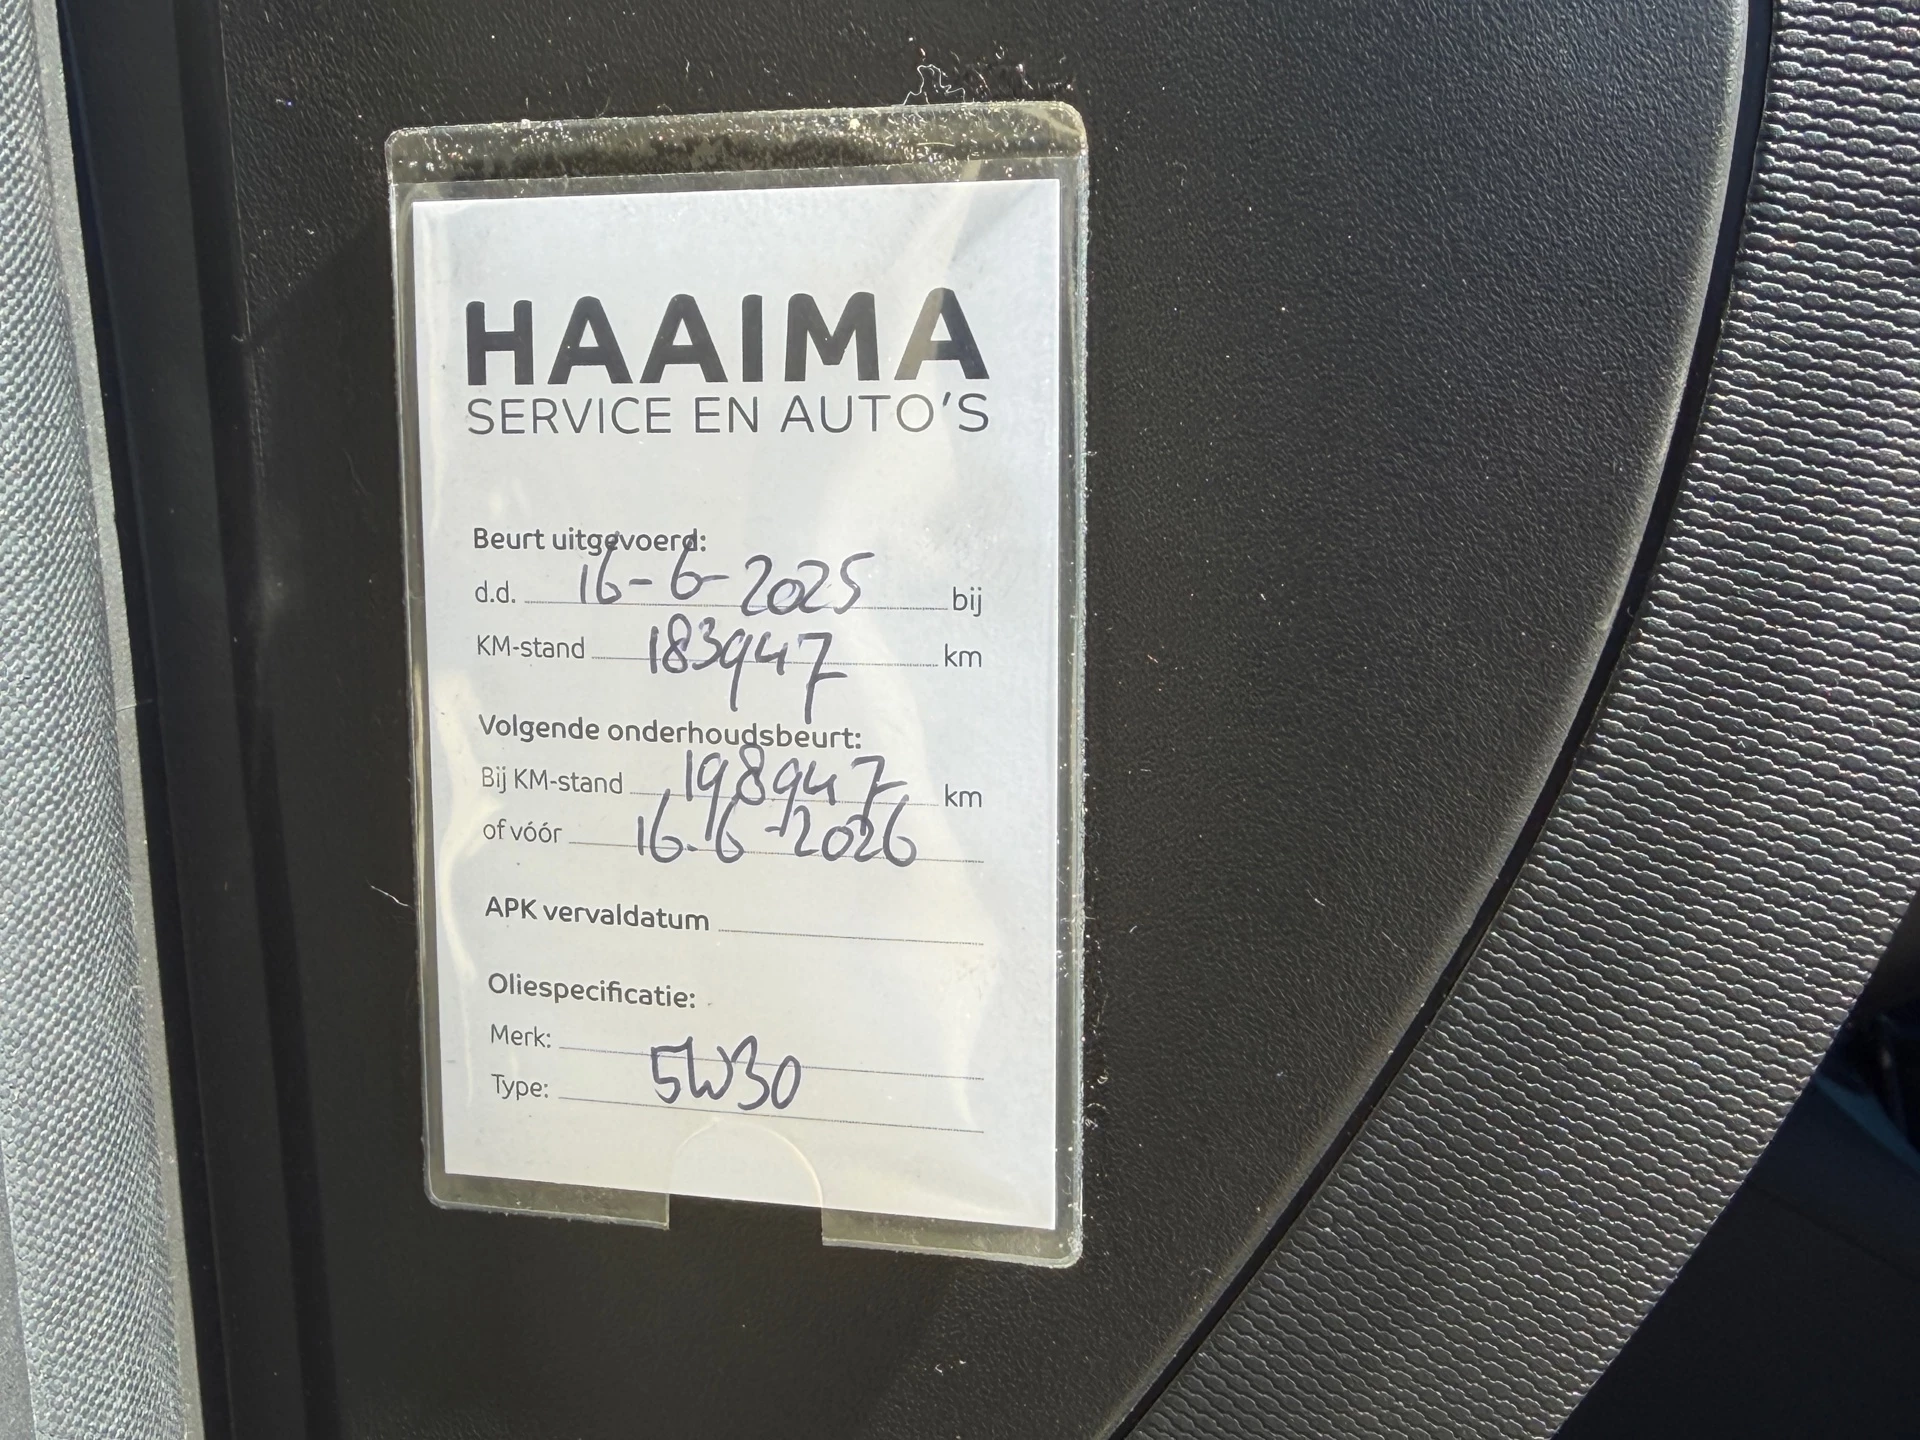 HAAIMA
SERVICE EN AUTO'S
Beurt uitgevoerd:
d.d. 16-6-2025 bij
KM-stand 183947 km
Volgende onderhoudsbeurt:
Bij KM-stand 198947 km
of vóór 16-6-2026
APK vervaldatum
Oliespecificatie:
Merk:
Type: 5W30